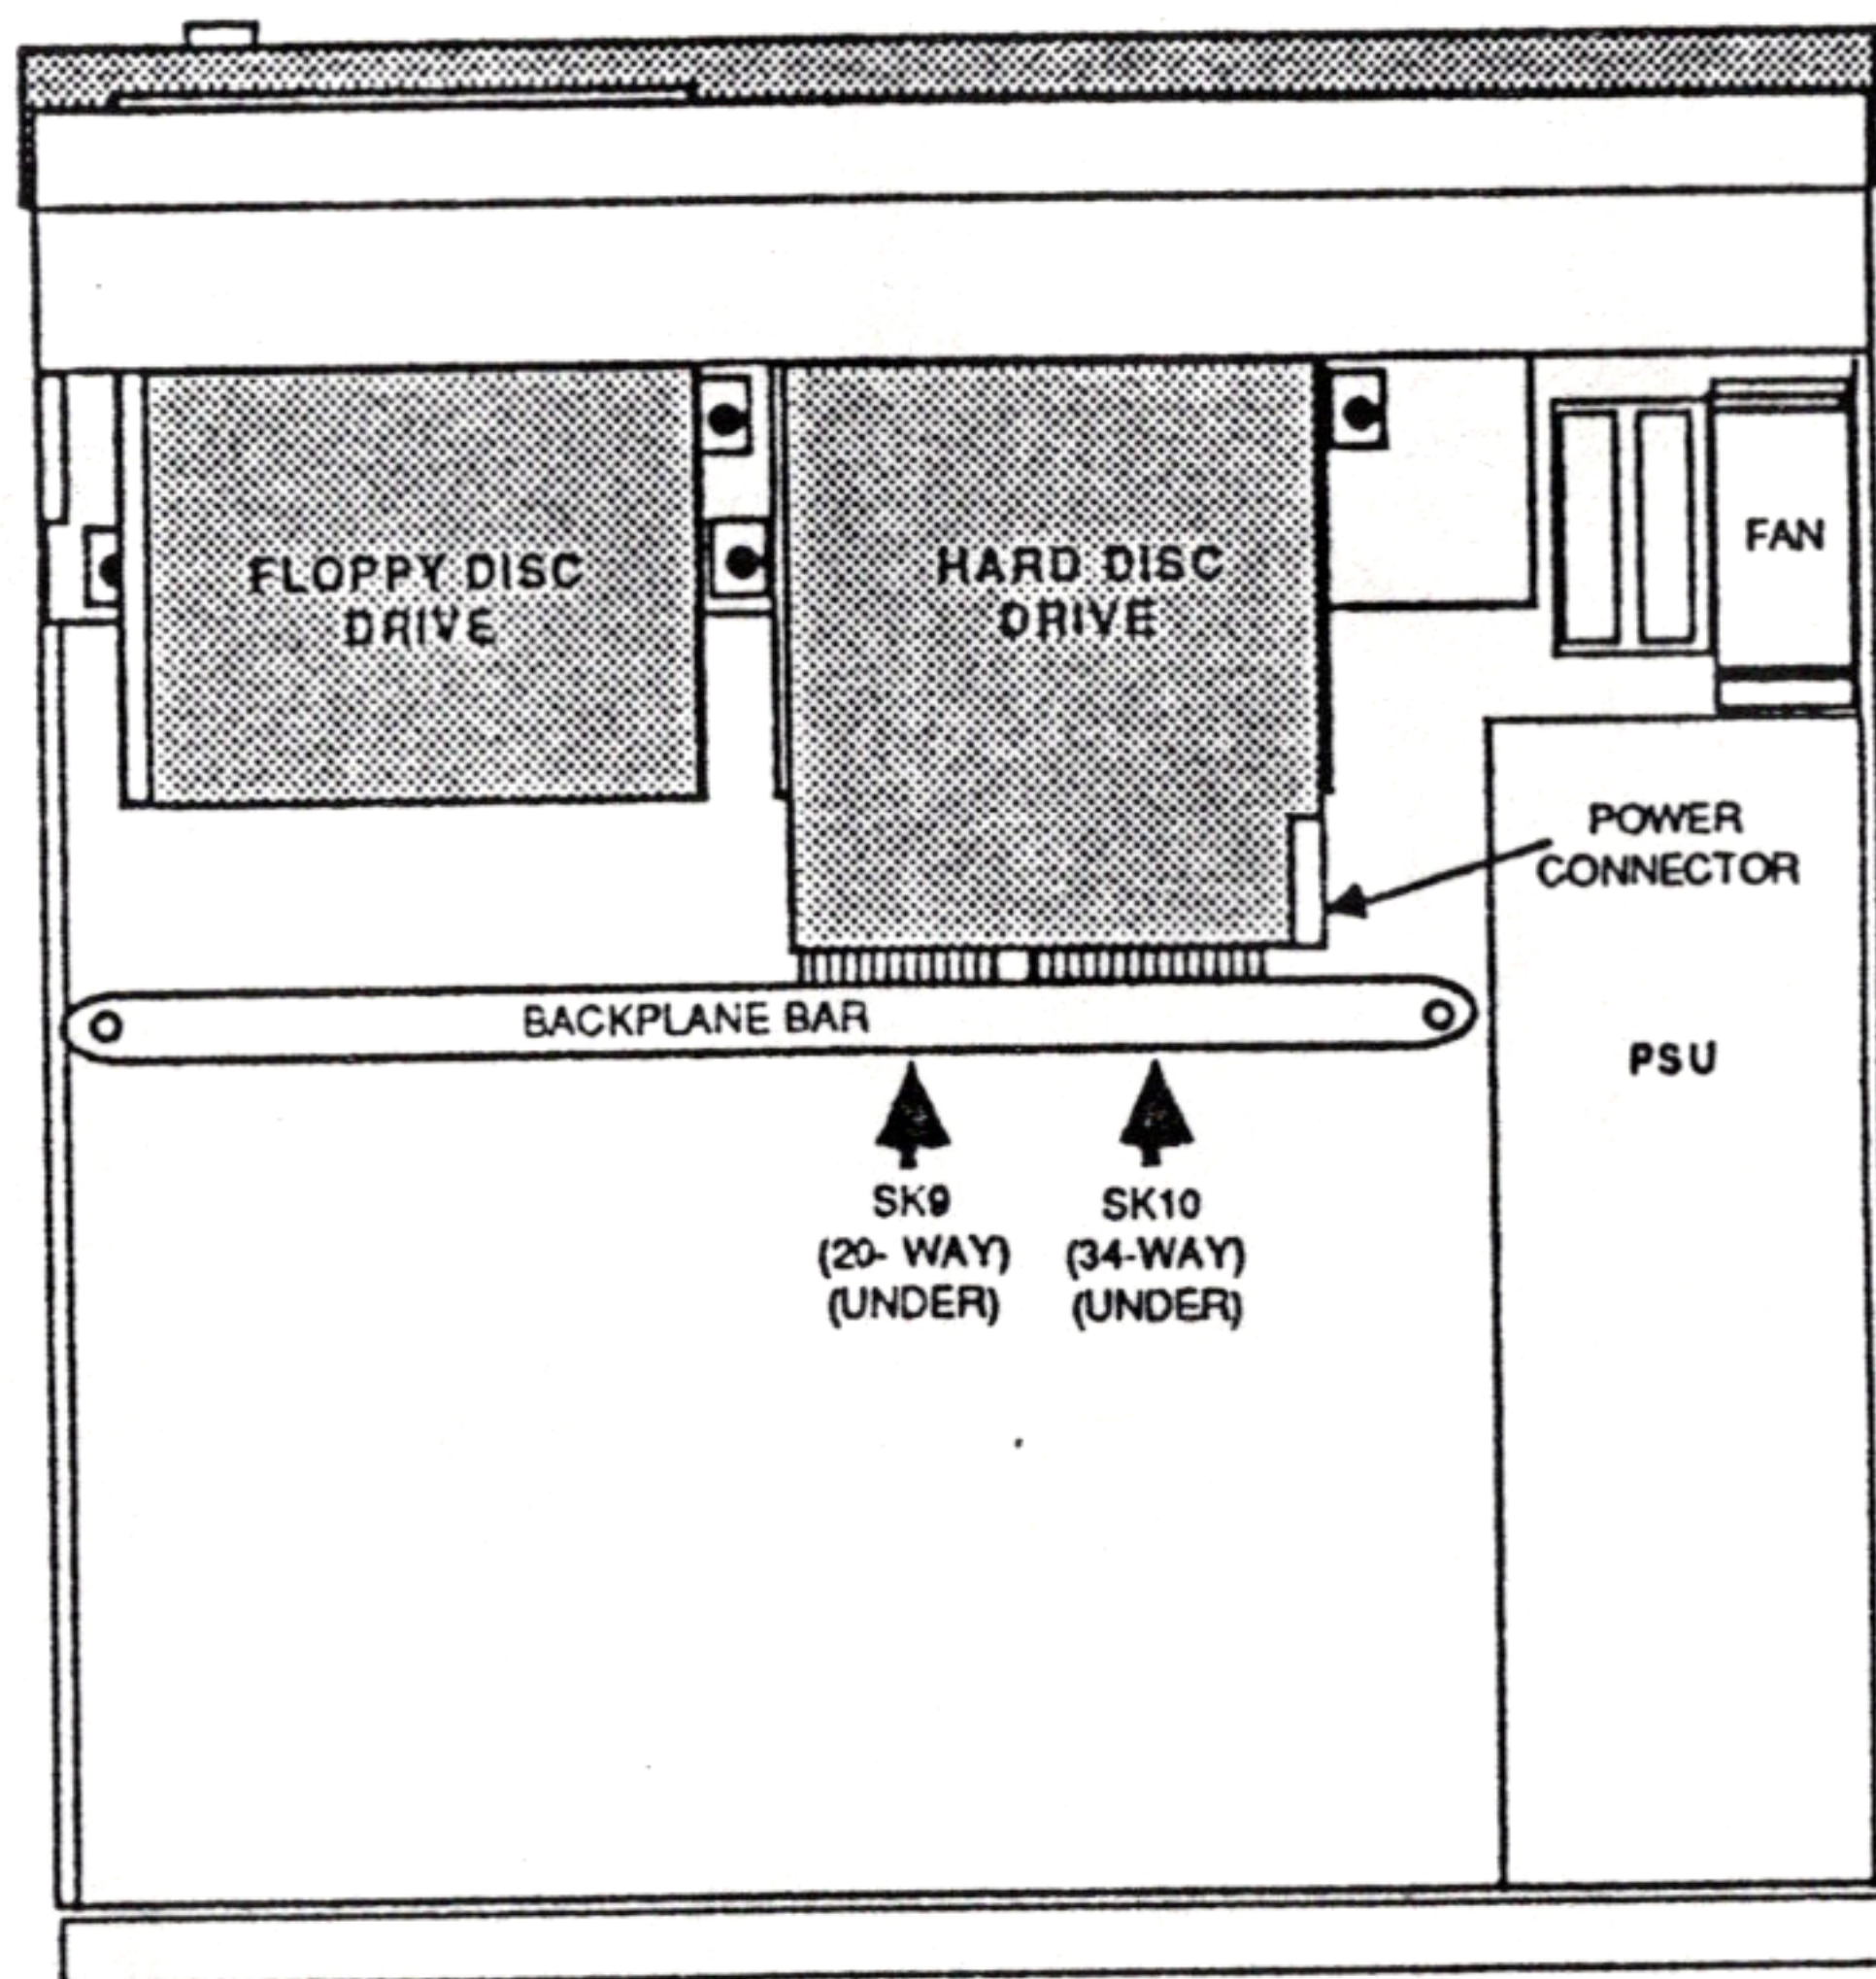 FLOPPY DISC
DRIVE
HARD DISC
DRIVE
FAN
POWER
CONNECTOR
BACKPLANE BAR
PSU
SK9
(20- WAY)
(UNDER)
SK10
(34-WAY)
(UNDER)